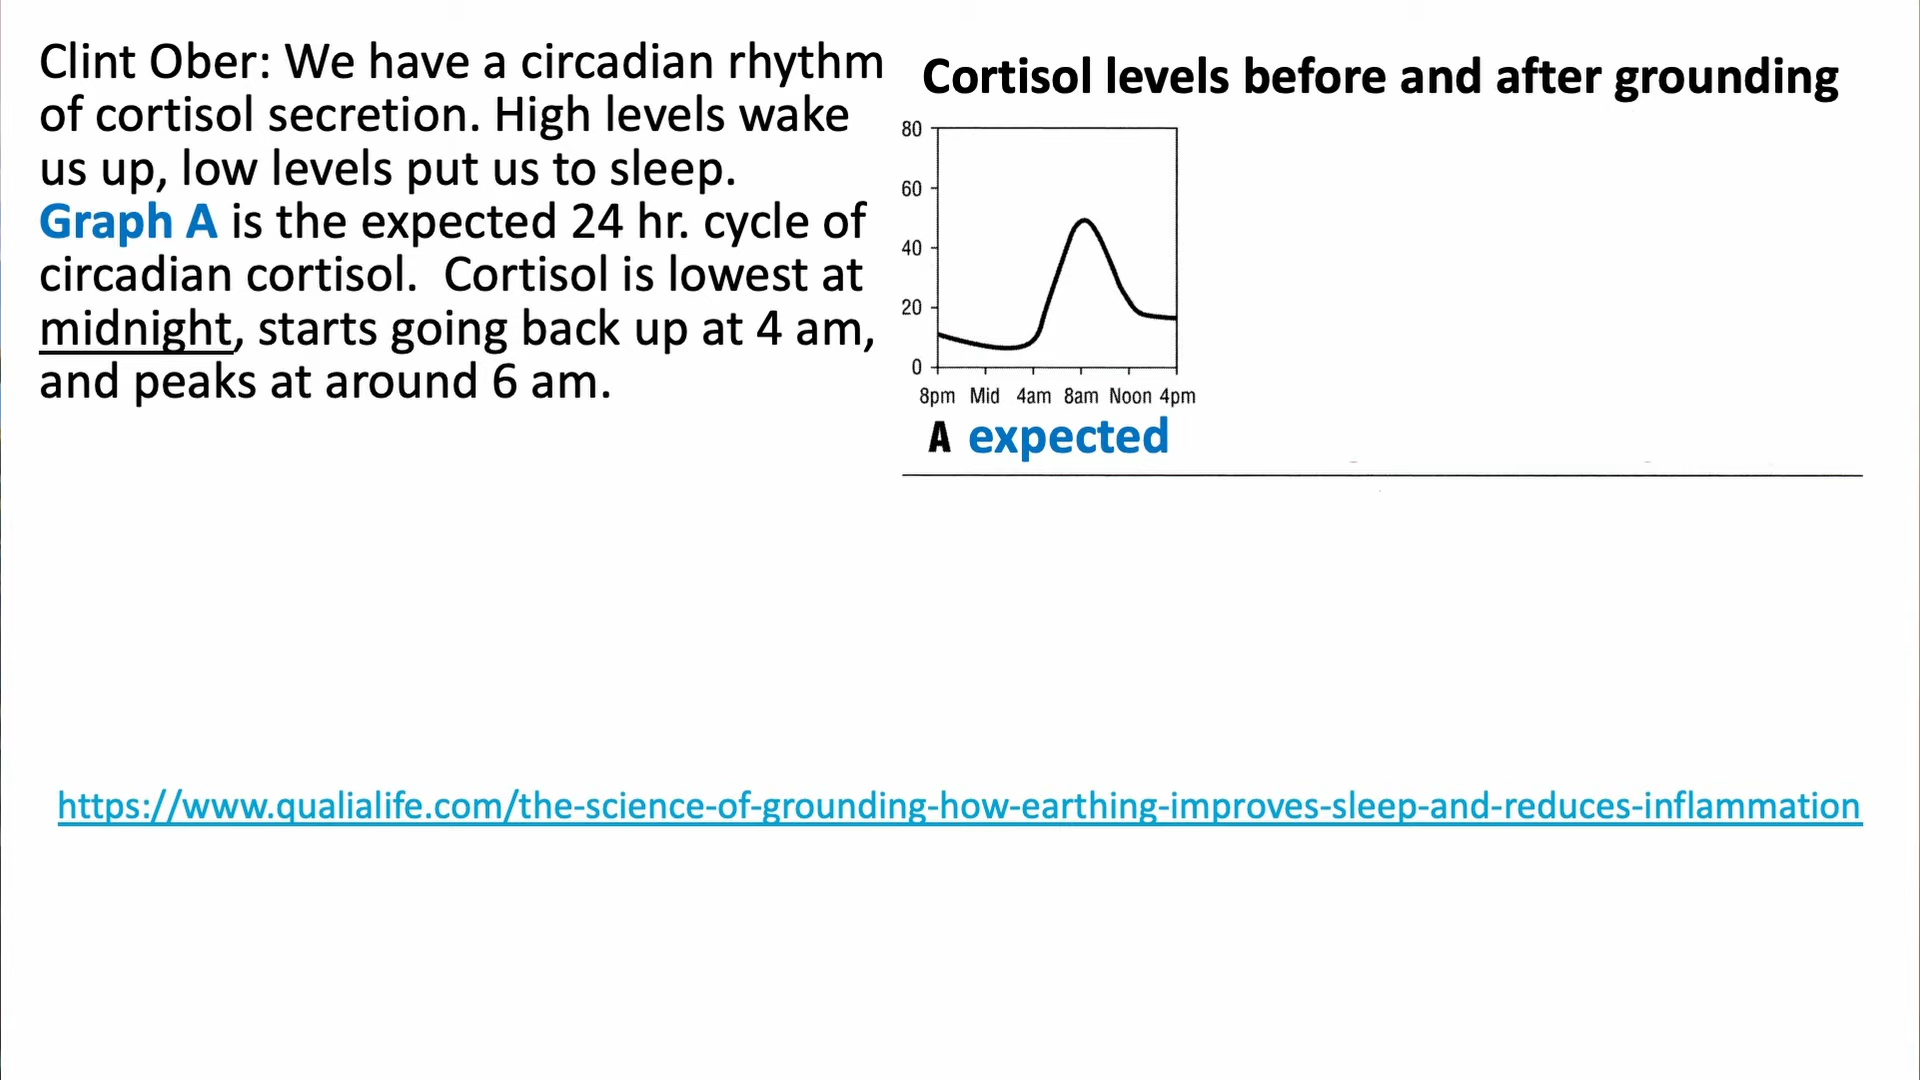 Clint Ober: We have a circadian rhythm
of cortisol secretion. High levels wake
us up, low levels put us to sleep.
Graph A is the expected 24 hr. cycle of
circadian cortisol.  Cortisol is lowest at
midnight, starts going back up at 4 am,
and peaks at around 6 am.
Cortisol levels before and after grounding
80
60
40
20
0
8pm Mid 4am 8am Noon 4pm
A expected
https://www.qualialife.com/the-science-of-grounding-how-earthing-improves-sleep-and-reduces-inflammation